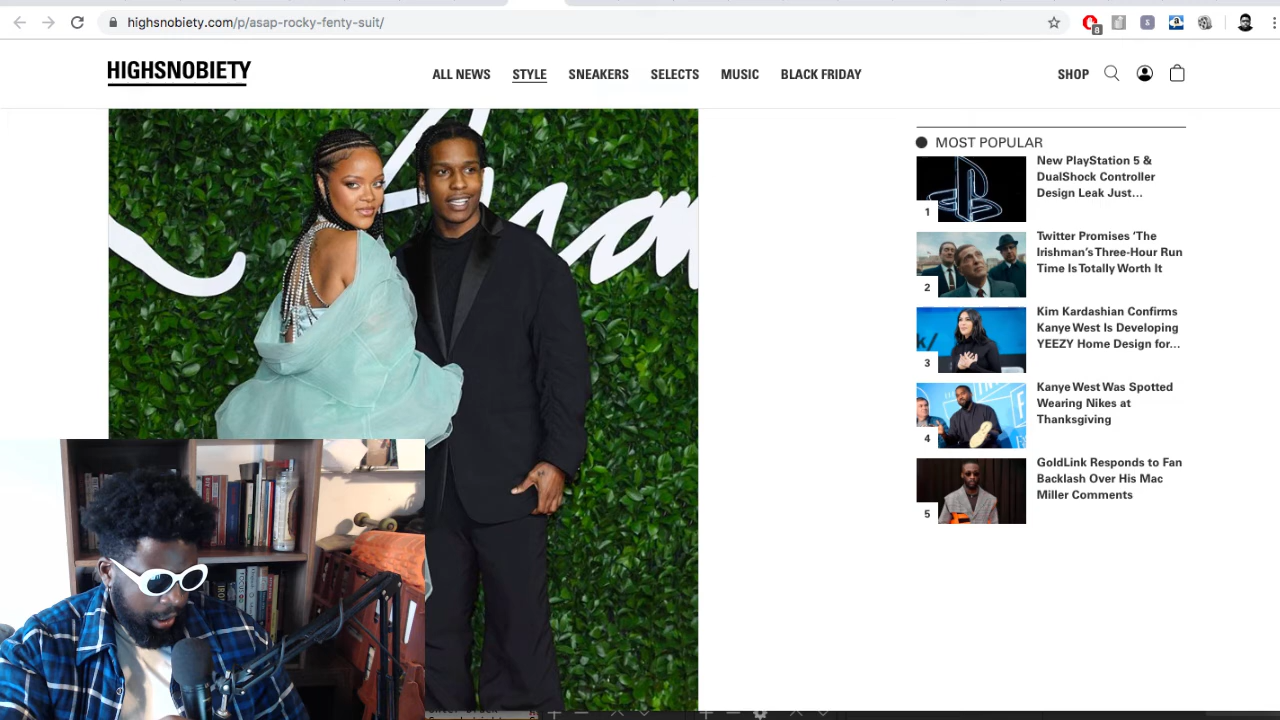 highsnobiety.com/p/asap-rocky-fenty-suit/
8
HIGHSNOBIETY
ALL NEWS
STYLE
SNEAKERS
SELECTS
MUSIC
BLACK FRIDAY
SHOP
MOST POPULAR
New PlayStation 5 &
DualShock Controller
Design Leak Just...
1
Twitter Promises ‘The
Irishman’s Three-Hour Run
Time Is Totally Worth It
2
Kim Kardashian Confirms
Kanye West Is Developing
YEEZY Home Design for...
3
Kanye West Was Spotted
Wearing Nikes at
Thanksgiving
4
GoldLink Responds to Fan
Backlash Over His Mac
Miller Comments
5